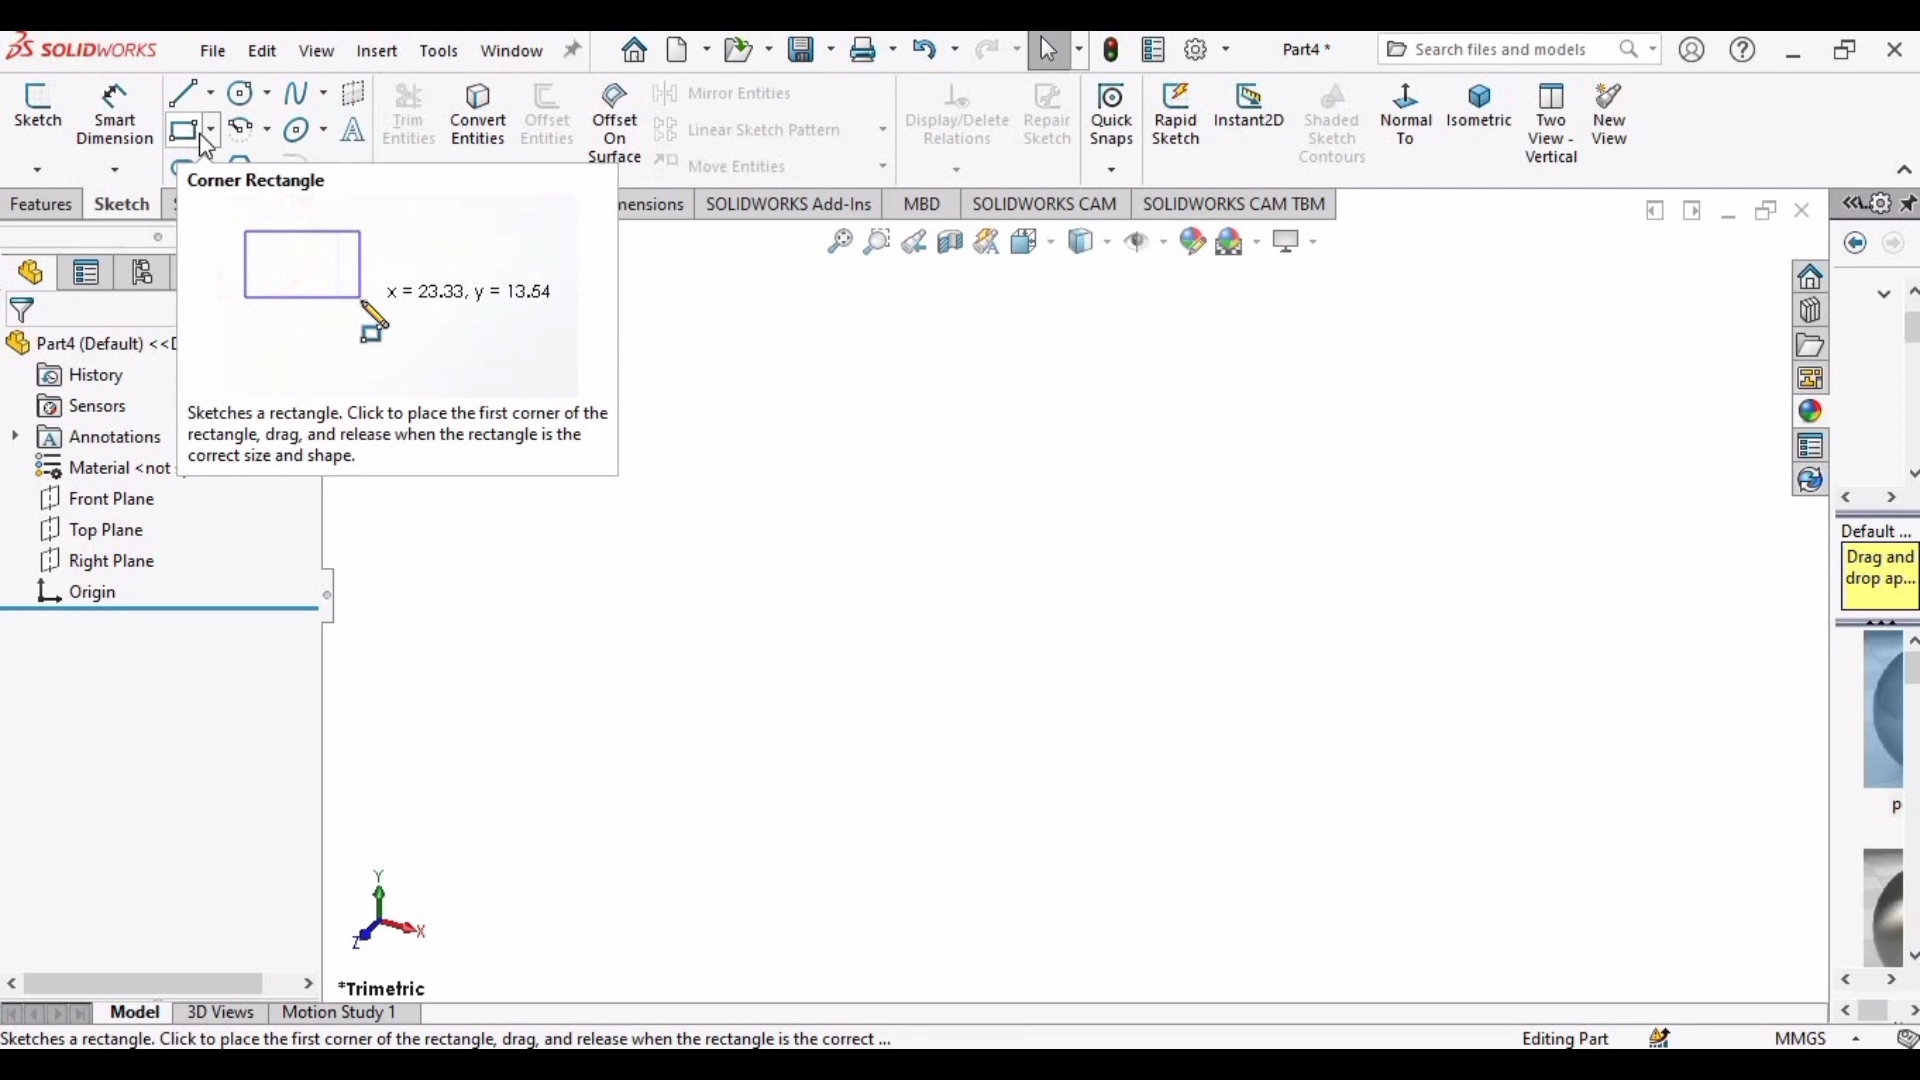 SOLIDWORKS
File Edit View Insert Tools Window
Part4 *
Search files and models
Sketch
Smart Dimension
Trim Entities
Convert Entities
Offset Entities
Offset On Surface
Mirror Entities
Linear Sketch Pattern
Move Entities
Display/Delete Relations
Repair Sketch
Quick Snaps
Rapid Sketch
Instant2D
Shaded Sketch Contours
Normal To
Isometric
Two View - Vertical
New View
Features Sketch
SOLIDWORKS Add-Ins MBD SOLIDWORKS CAM SOLIDWORKS CAM TBM
Corner Rectangle
x = 23.33, y = 13.54
Sketches a rectangle. Click to place the first corner of the
rectangle, drag, and release when the rectangle is the
correct size and shape.
Part4 (Default) <<D
History
Sensors
Annotations
Material <not
Front Plane
Top Plane
Right Plane
Origin
Default ...
Drag and
drop ap...
p
Y
X
Z
*Trimetric
Model 3D Views Motion Study 1
Sketches a rectangle. Click to place the first corner of the rectangle, drag, and release when the rectangle is the correct ...
Editing Part
MMGS